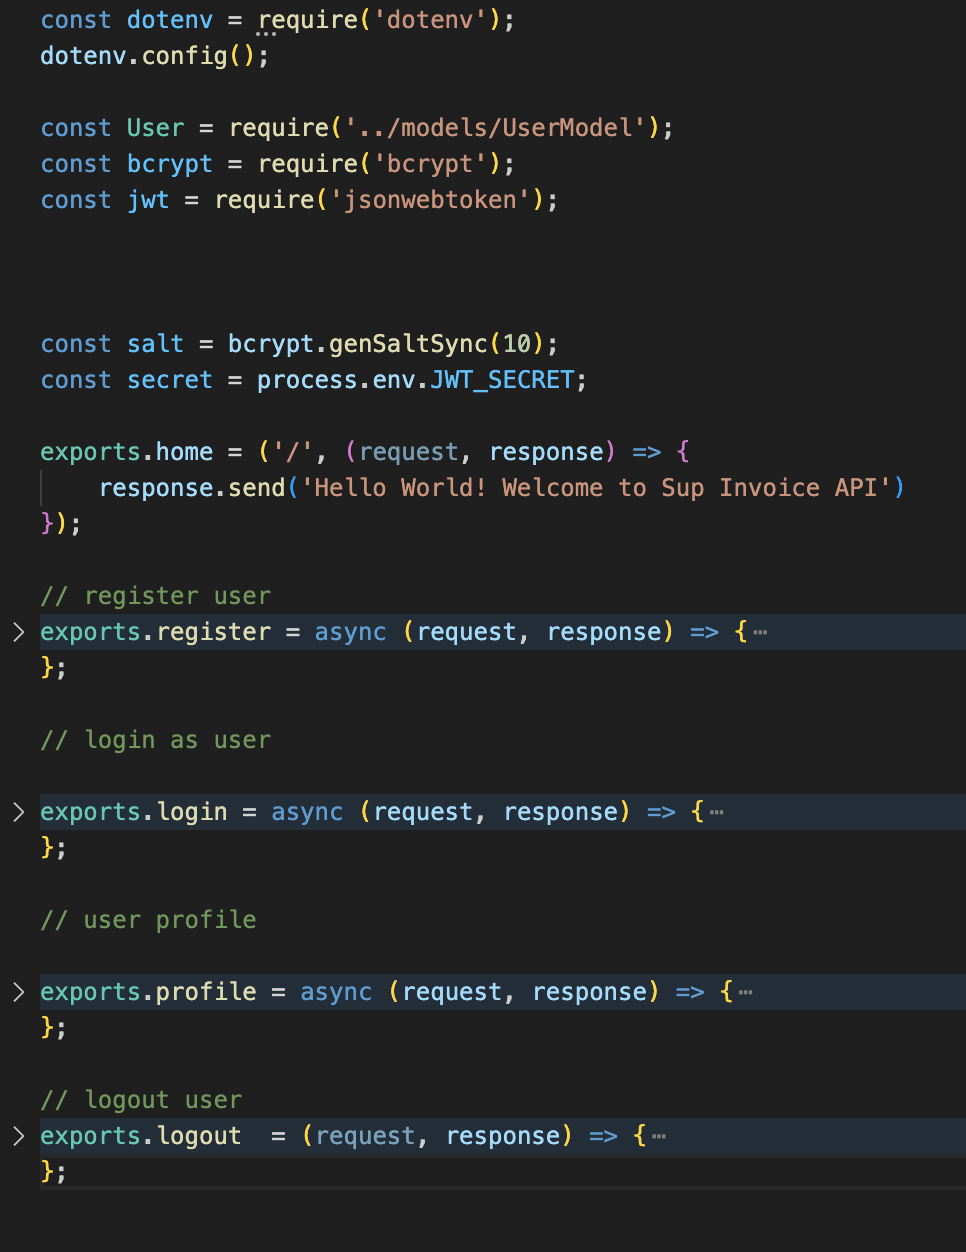 const dotenv = require('dotenv');
dotenv.config();
const User = require('../models/UserModel');
const bcrypt = require('bcrypt');
const jwt = require('jsonwebtoken');
const salt = bcrypt.genSaltSync(10);
const secret = process.env.JWT_SECRET;
exports.home = ('/', (request, response) => {
    response.send('Hello World! Welcome to Sup Invoice API')
});
// register user
exports.register = async (request, response) => {…
};
// login as user
exports.login = async (request, response) => {…
};
// user profile
exports.profile = async (request, response) => {…
};
// logout user
exports.logout  = (request, response) => {…
};